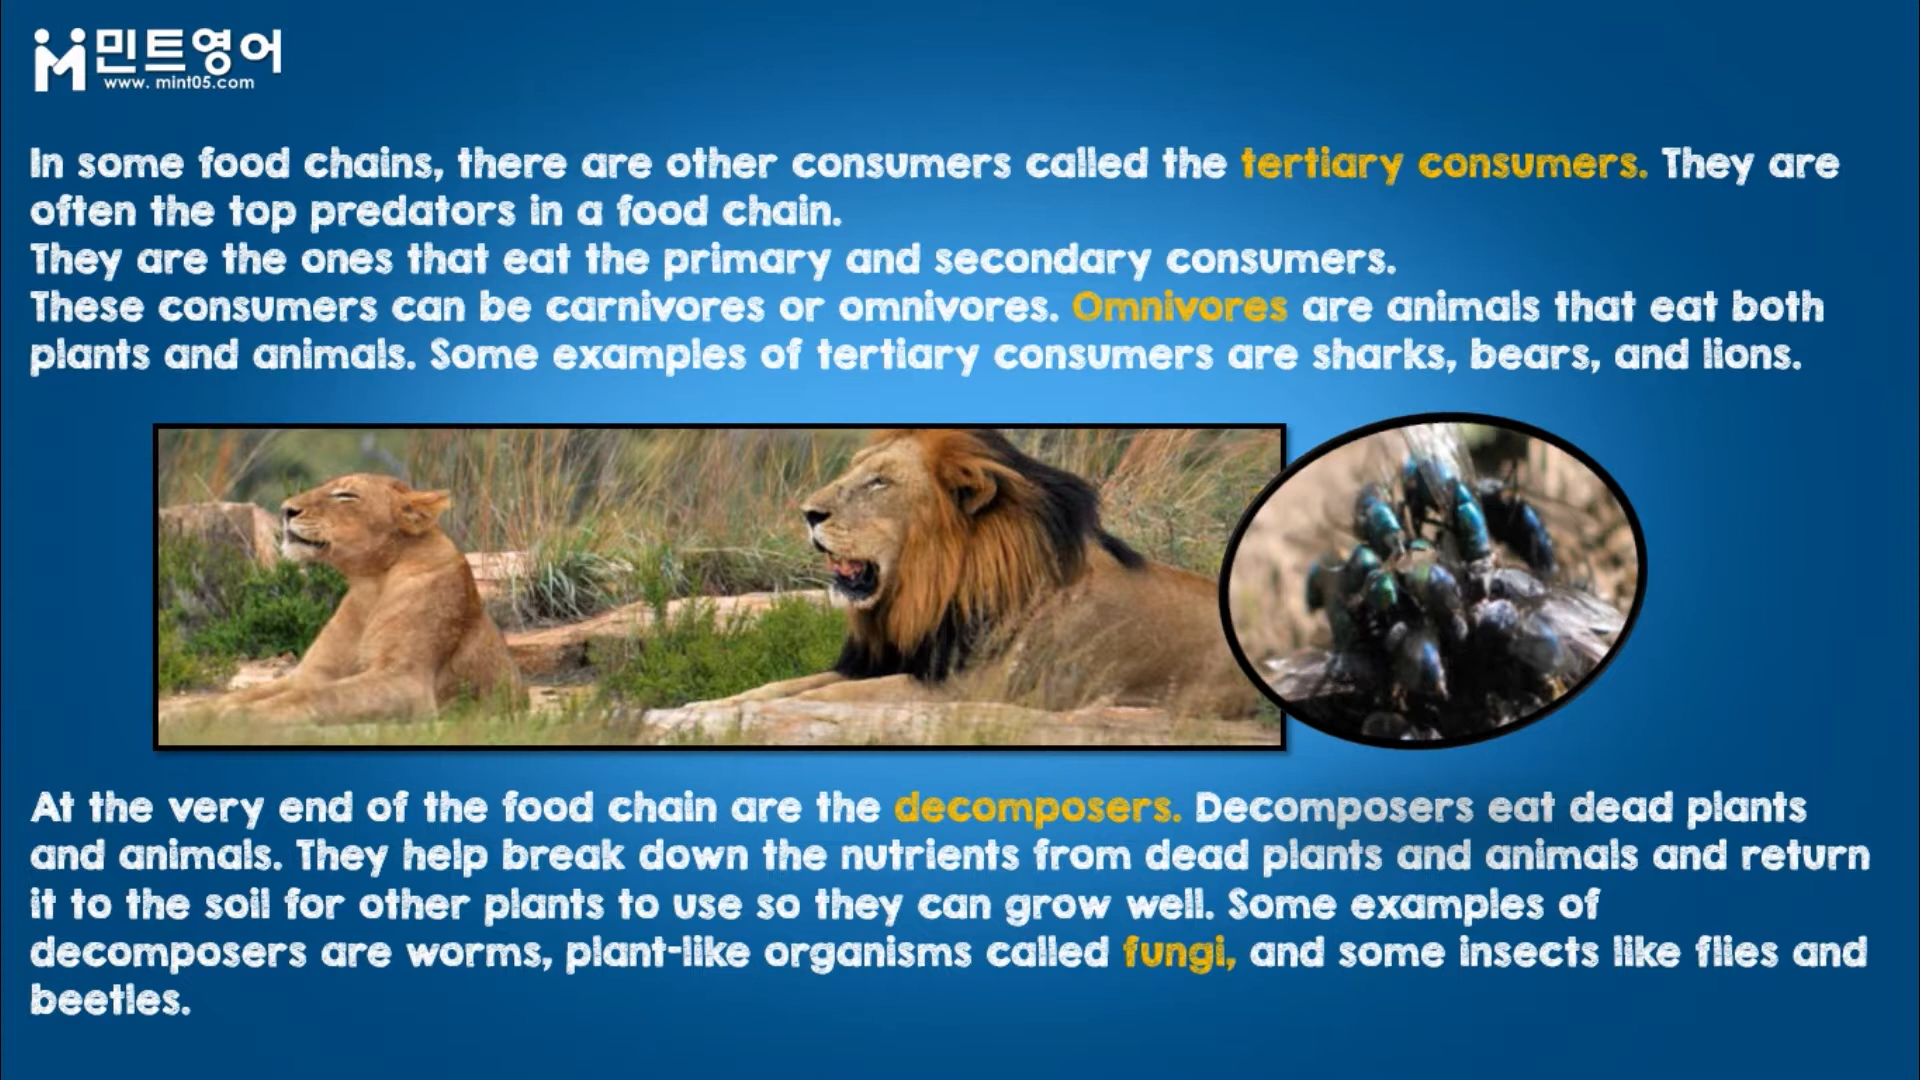 민트영어
www. mint05.com
In some food chains, there are other consumers called the tertiary consumers. They are
often the top predators in a food chain.
They are the ones that eat the primary and secondary consumers.
These consumers can be carnivores or omnivores. Omnivores are animals that eat both
plants and animals. Some examples of tertiary consumers are sharks, bears, and lions.
At the very end of the food chain are the decomposers. Decomposers eat dead plants
and animals. They help break down the nutrients from dead plants and animals and return
it to the soil for other plants to use so they can grow well. Some examples of
decomposers are worms, plant-like organisms called fungi, and some insects like flies and
beetles.